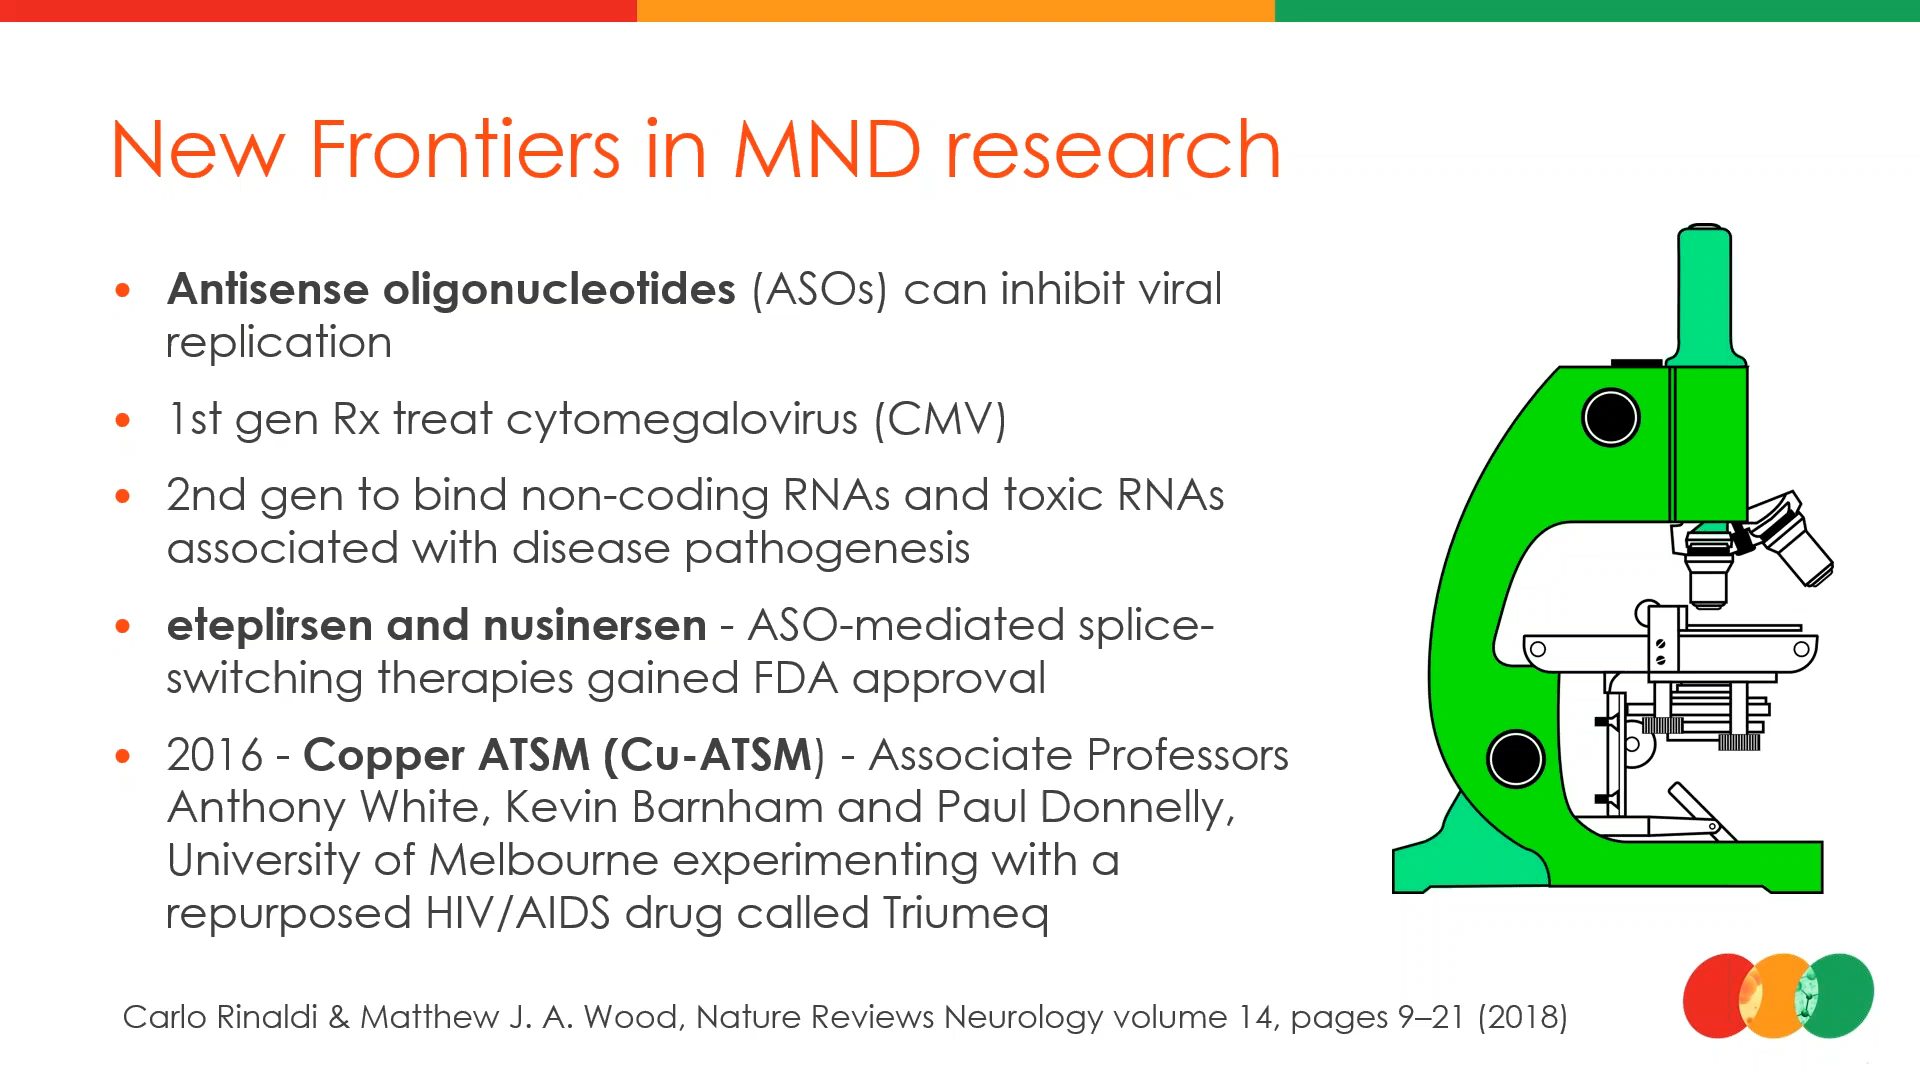 New Frontiers in MND research
• Antisense oligonucleotides (ASOs) can inhibit viral
replication
• 1st gen Rx treat cytomegalovirus (CMV)
• 2nd gen to bind non-coding RNAs and toxic RNAs
associated with disease pathogenesis
• eteplirsen and nusinersen - ASO-mediated splice-
switching therapies gained FDA approval
• 2016 - Copper ATSM (Cu-ATSM) - Associate Professors
Anthony White, Kevin Barnham and Paul Donnelly,
University of Melbourne experimenting with a
repurposed HIV/AIDS drug called Triumeq
Carlo Rinaldi & Matthew J. A. Wood, Nature Reviews Neurology volume 14, pages 9–21 (2018)